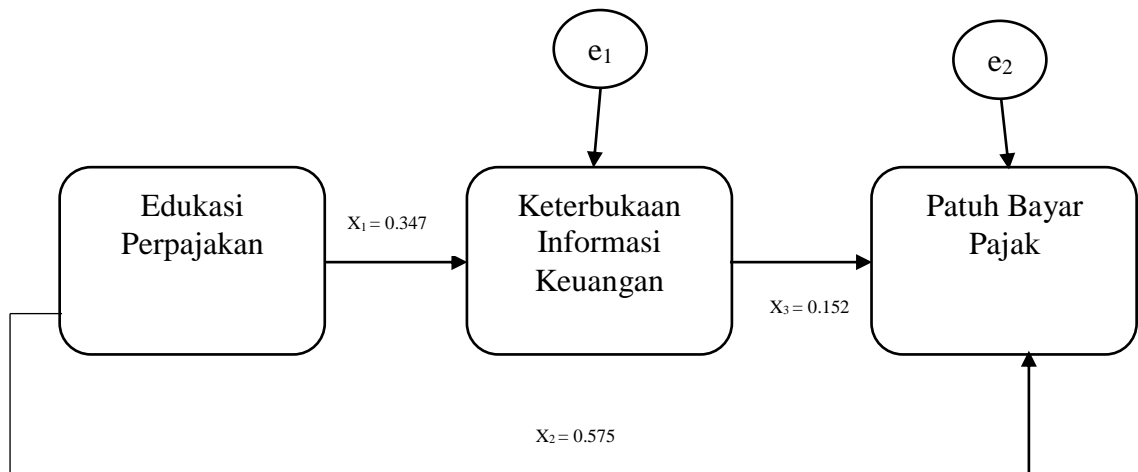 e₁
e₂
Edukasi
Perpajakan
X₁ = 0.347
Keterbukaan
Informasi
Keuangan
X₃ = 0.152
Patuh Bayar
Pajak
X₂ = 0.575